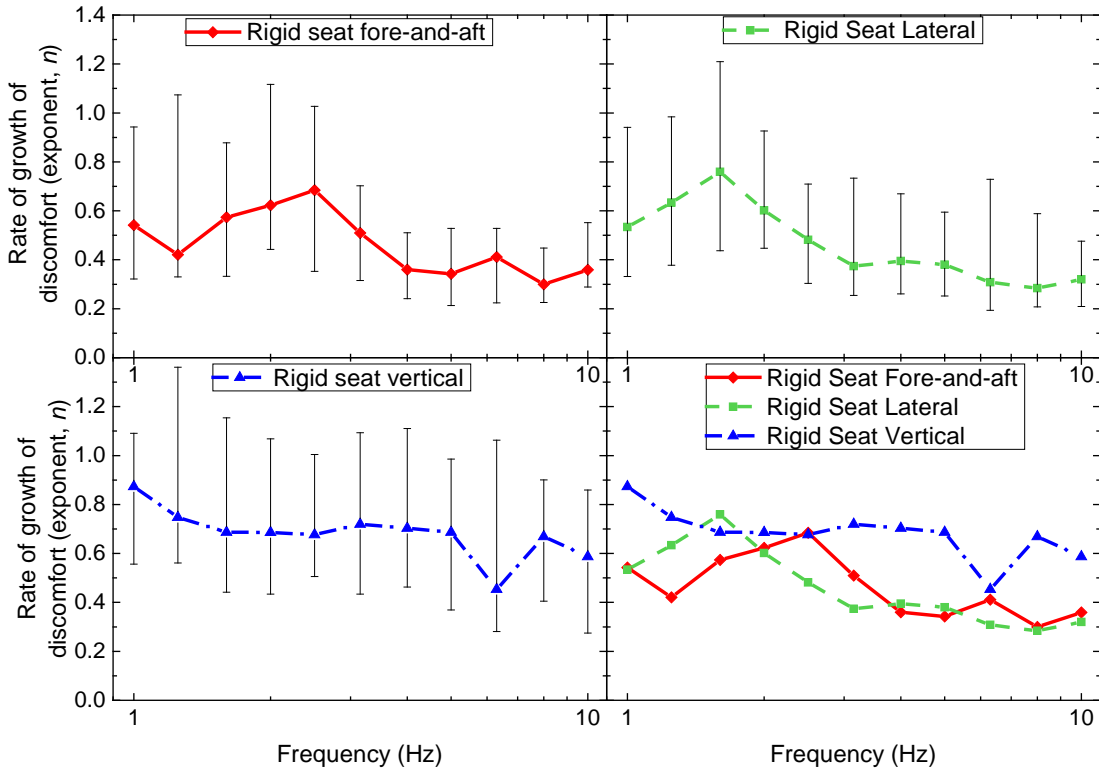 Rate of growth of
discomfort (exponent, n)
1.4
1.2
1.0
0.8
0.6
0.4
0.2
0.0
Rigid seat fore-and-aft
1
10
Rigid Seat Lateral
1
10
Rate of growth of
discomfort (exponent, n)
1.2
1.0
0.8
0.6
0.4
0.2
0.0
Rigid seat vertical
1
10
Frequency (Hz)
Rigid Seat Fore-and-aft
Rigid Seat Lateral
Rigid Seat Vertical
1
10
Frequency (Hz)